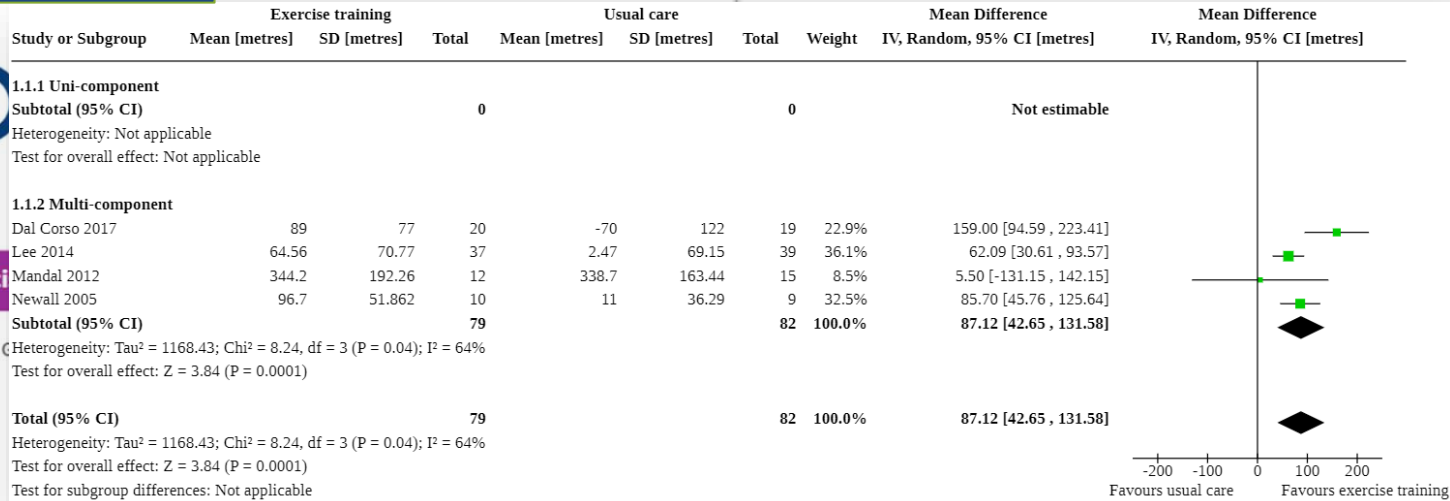 Exercise training Usual care Mean Difference Mean Difference
Study or Subgroup Mean [metres] SD [metres] Total Mean [metres] SD [metres] Total Weight IV, Random, 95% CI [metres] IV, Random, 95% CI [metres]
1.1.1 Uni-component
Subtotal (95% CI) 0 0 Not estimable
Heterogeneity: Not applicable
Test for overall effect: Not applicable
1.1.2 Multi-component
Dal Corso 2017 89 77 20 -70 122 19 22.9% 159.00 [94.59 , 223.41]
Lee 2014 64.56 70.77 37 2.47 69.15 39 36.1% 62.09 [30.61 , 93.57]
Mandal 2012 344.2 192.26 12 338.7 163.44 15 8.5% 5.50 [-131.15 , 142.15]
Newall 2005 96.7 51.862 10 11 36.29 9 32.5% 85.70 [45.76 , 125.64]
Subtotal (95% CI) 79 82 100.0% 87.12 [42.65 , 131.58]
Heterogeneity: Tau² = 1168.43; Chi² = 8.24, df = 3 (P = 0.04); I² = 64%
Test for overall effect: Z = 3.84 (P = 0.0001)
Total (95% CI) 79 82 100.0% 87.12 [42.65 , 131.58]
Heterogeneity: Tau² = 1168.43; Chi² = 8.24, df = 3 (P = 0.04); I² = 64%
Test for overall effect: Z = 3.84 (P = 0.0001)
-200 -100 0 100 200
Test for subgroup differences: Not applicable Favours usual care Favours exercise training